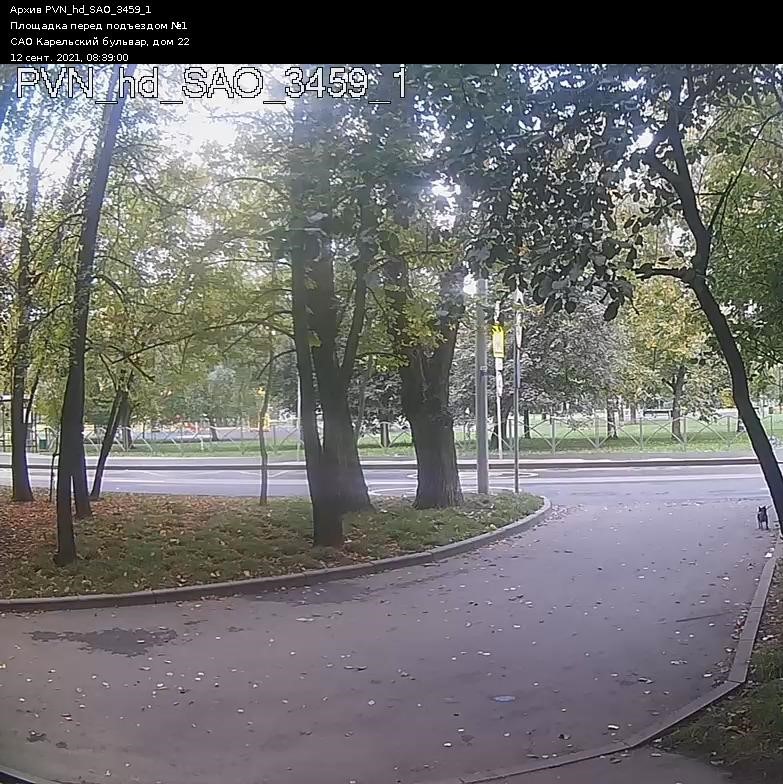 Архив PVN_hd_SAO_3459_1
Площадка перед подъездом №1
САО Карельский бульвар, дом 22
12 сент. 2021, 08:39:00
PVN_hd_SAO_3459_1